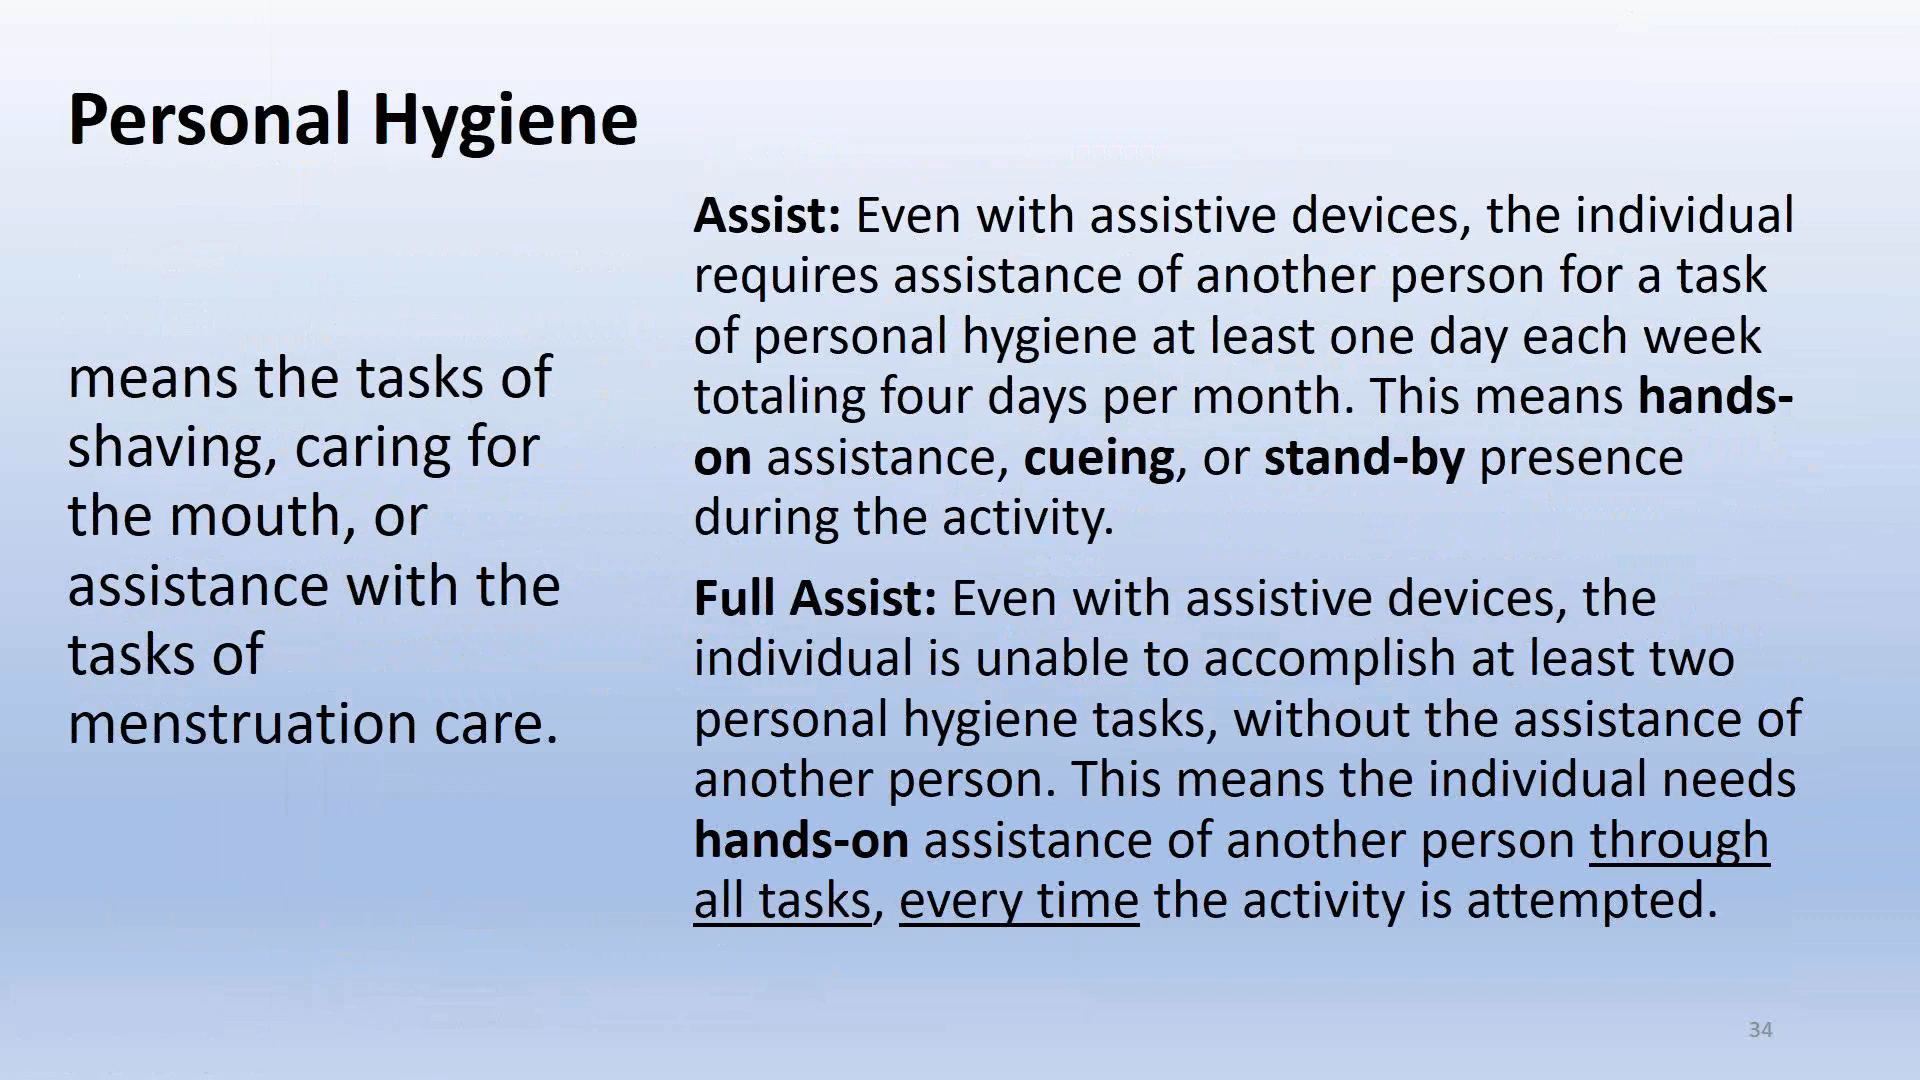 Personal Hygiene
means the tasks of
shaving, caring for
the mouth, or
assistance with the
tasks of
menstruation care.
Assist: Even with assistive devices, the individual
requires assistance of another person for a task
of personal hygiene at least one day each week
totaling four days per month. This means hands-
on assistance, cueing, or stand-by presence
during the activity.
Full Assist: Even with assistive devices, the
individual is unable to accomplish at least two
personal hygiene tasks, without the assistance of
another person. This means the individual needs
hands-on assistance of another person through
all tasks, every time the activity is attempted.
34